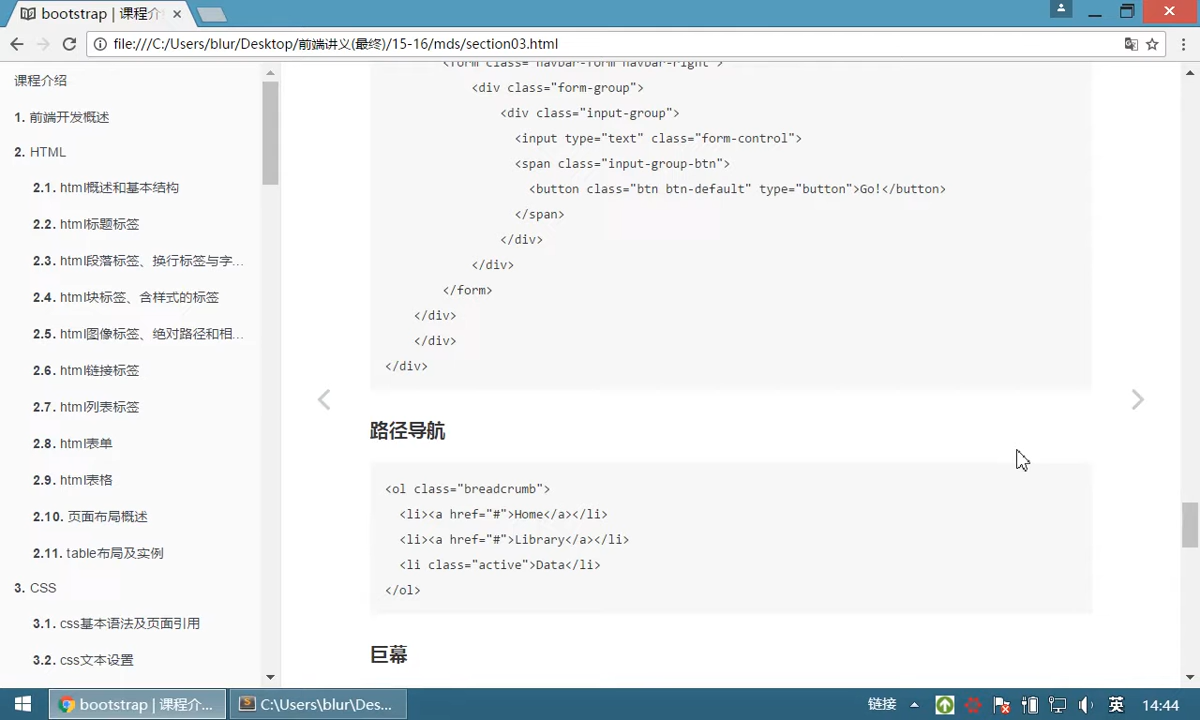 bootstrap | 课程介
file:///C:/Users/blur/Desktop/前端讲义(最终)/15-16/mds/section03.html
课程介绍
1. 前端开发概述
2. HTML
2.1. html概述和基本结构
2.2. html标题标签
2.3. html段落标签、换行标签与字...
2.4. html块标签、含样式的标签
2.5. html图像标签、绝对路径和相...
2.6. html链接标签
2.7. html列表标签
2.8. html表单
2.9. html表格
2.10. 页面布局概述
2.11. table布局及实例
3. CSS
3.1. css基本语法及页面引用
3.2. css文本设置
<form class="navbar-form navbar-right">
<div class="form-group">
<div class="input-group">
<input type="text" class="form-control">
<span class="input-group-btn">
<button class="btn btn-default" type="button">Go!</button>
</span>
</div>
</div>
</form>
</div>
</div>
</div>
路径导航
<ol class="breadcrumb">
<li><a href="#">Home</a></li>
<li><a href="#">Library</a></li>
<li class="active">Data</li>
</ol>
巨幕
bootstrap | 课程介...
C:\Users\blur\Des...
链接
英
14:44